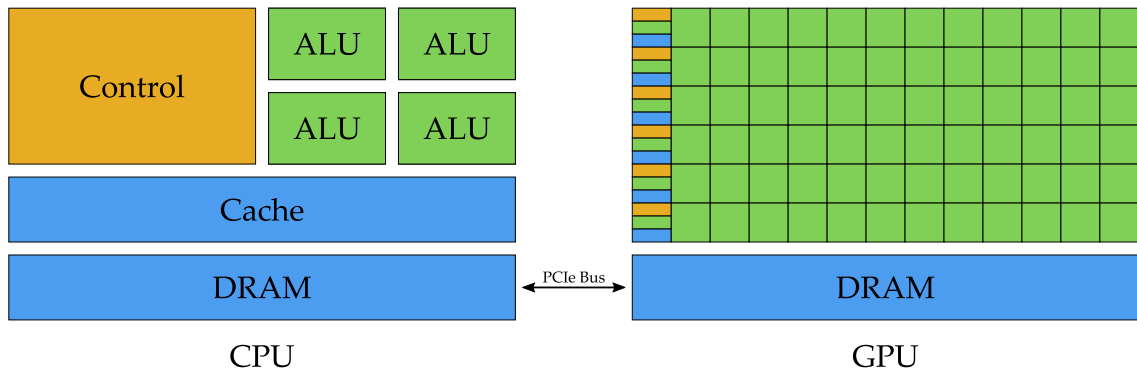 Control
ALU ALU
ALU ALU
Cache
DRAM
PCIe Bus
DRAM
CPU
GPU